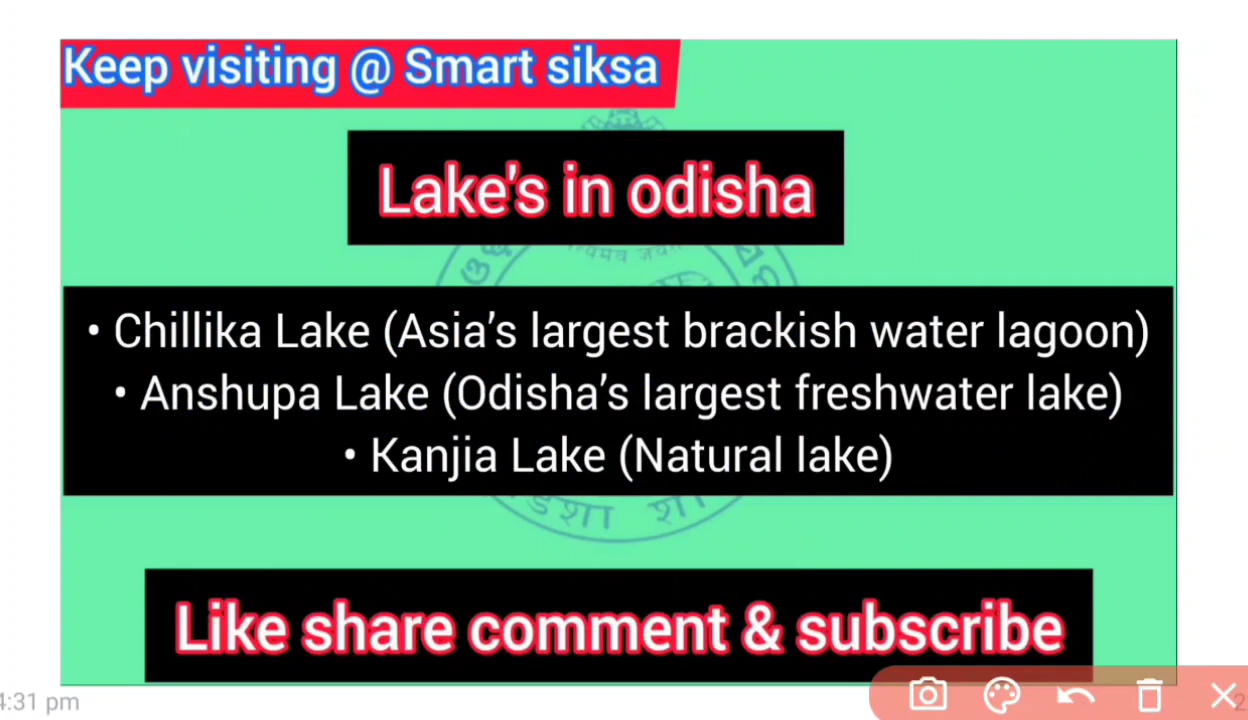 Keep visiting @ Smart siksa
Lake's in odisha
• Chillika Lake (Asia's largest brackish water lagoon)
• Anshupa Lake (Odisha's largest freshwater lake)
• Kanjia Lake (Natural lake)
Like share comment & subscribe
4:31 pm